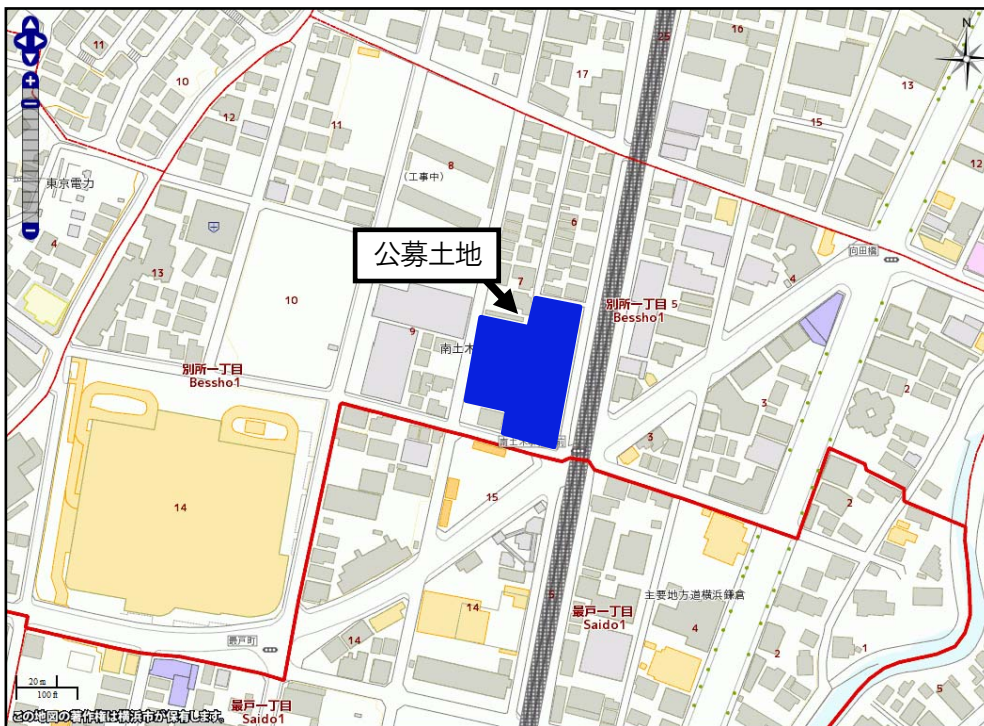 N
11
10
12
11
17
16
13
15
12
8
(工事中)
東京電力
4
13
6
7
公募土地
10
9
南土木
別所一丁目
Bessho1
別所一丁目 5
Bessho1
4
向田橋
3
2
3
14
15
2
主要地方道横浜鎌倉
最戸一丁目
Saido1
4
14
14
2
1
5
最戸町
最戸一丁目
Saido1
20 m
100 ft
この地図の著作権は横浜市が保有します。